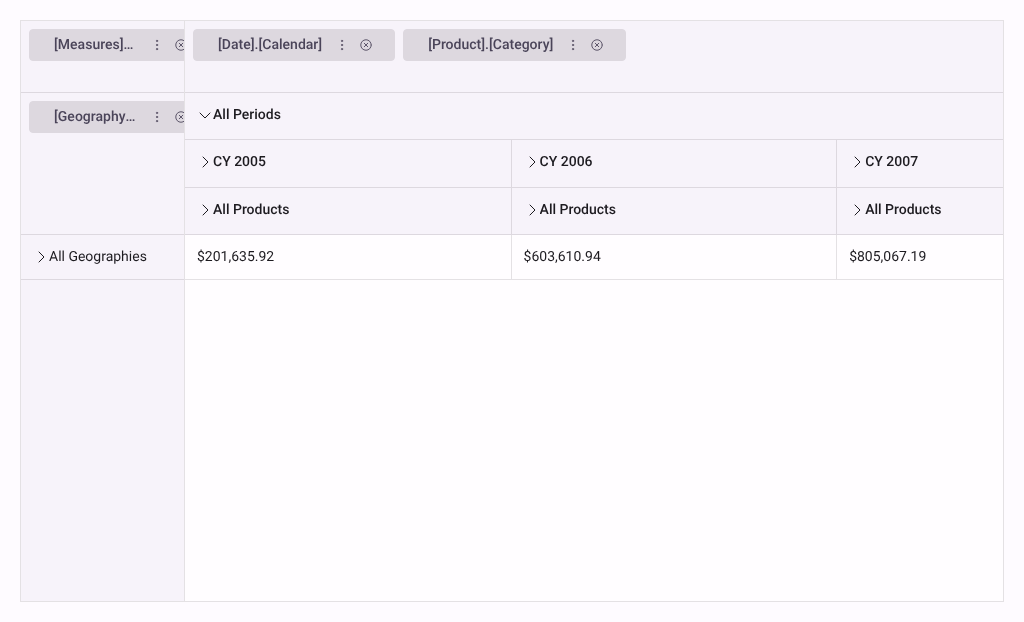 [Measures]…
[Date].[Calendar]
[Product].[Category]
[Geography…
All Periods
CY 2005
CY 2006
CY 2007
All Products
All Products
All Products
All Geographies
$201,635.92
$603,610.94
$805,067.19